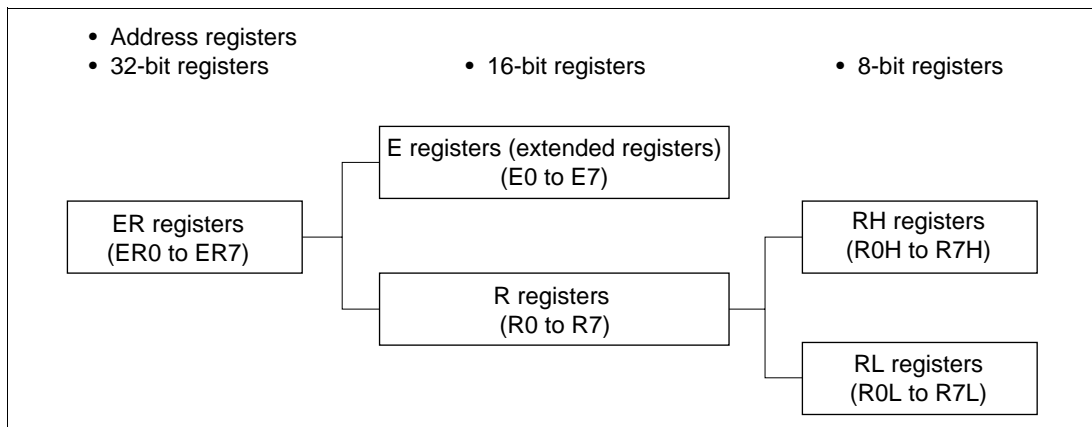 • Address registers
• 32-bit registers
• 16-bit registers
• 8-bit registers
E registers (extended registers)
(E0 to E7)
ER registers
(ER0 to ER7)
RH registers
(R0H to R7H)
R registers
(R0 to R7)
RL registers
(R0L to R7L)